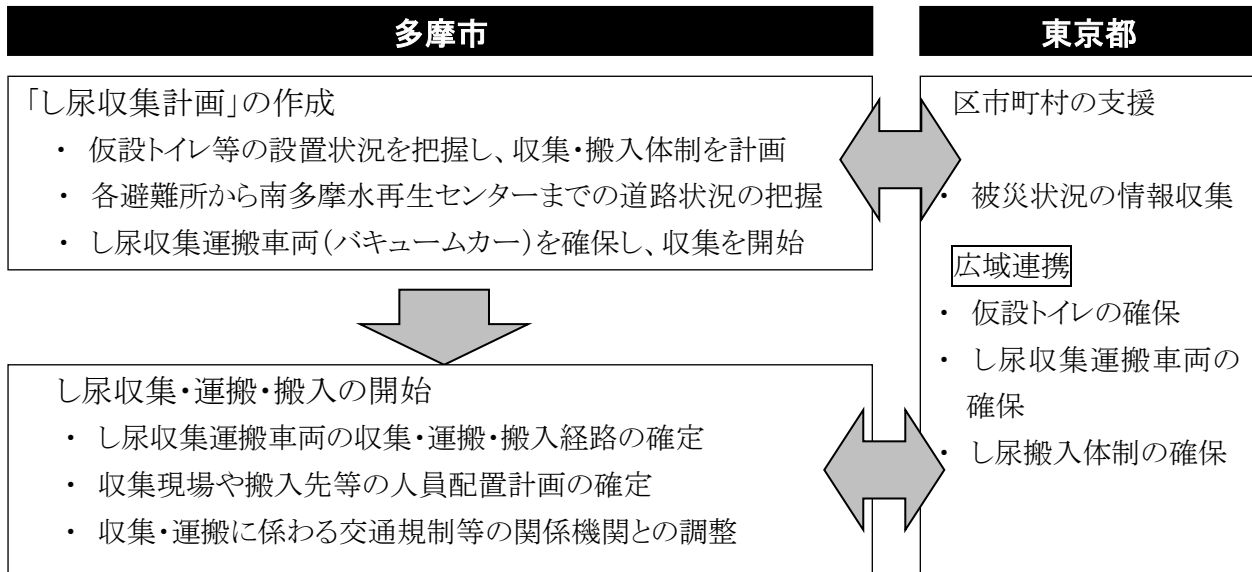 多摩市
「し尿収集計画」の作成
・ 仮設トイレ等の設置状況を把握し、収集・搬入体制を計画
・ 各避難所から南多摩水再生センターまでの道路状況の把握
・ し尿収集運搬車両(バキュームカー)を確保し、収集を開始
し尿収集・運搬・搬入の開始
・ し尿収集運搬車両の収集・運搬・搬入経路の確定
・ 収集現場や搬入先等の人員配置計画の確定
・ 収集・運搬に係わる交通規制等の関係機関との調整
東京都
区市町村の支援
・ 被災状況の情報収集
広域連携
・ 仮設トイレの確保
・ し尿収集運搬車両の
確保
・ し尿搬入体制の確保